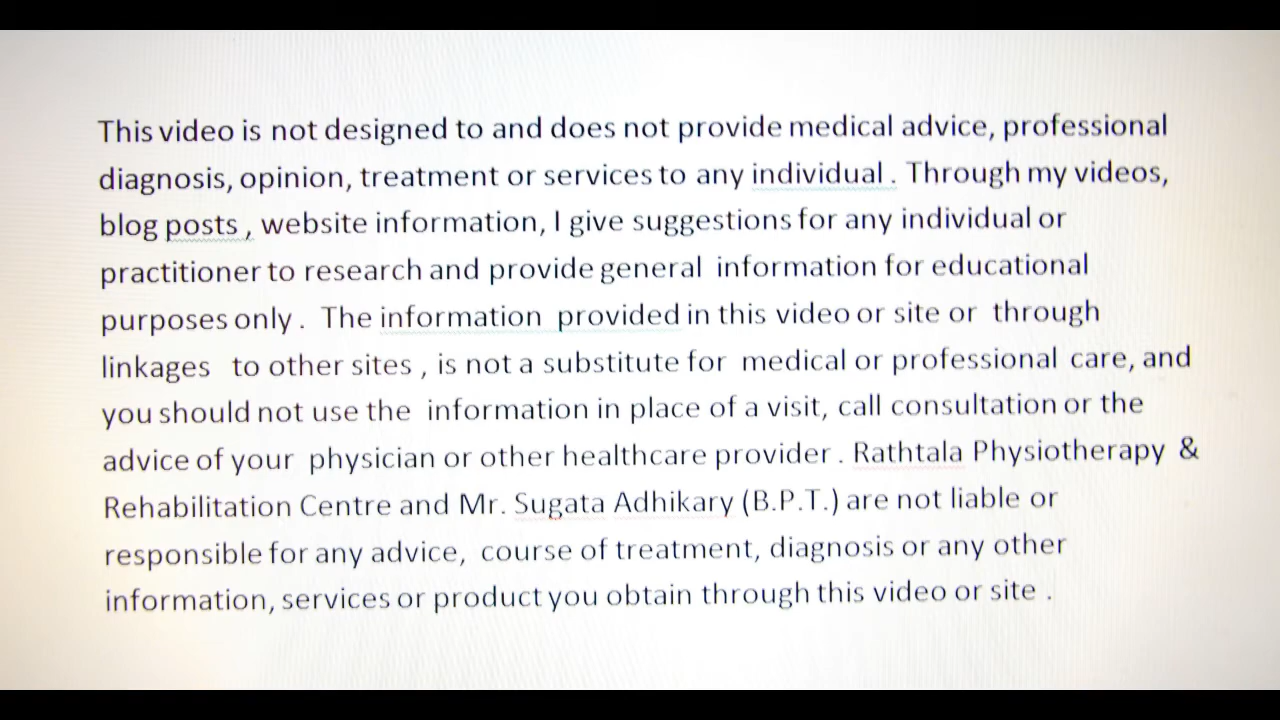 This video is not designed to and does not provide medical advice, professional
diagnosis, opinion, treatment or services to any individual . Through my videos,
blog posts , website information, I give suggestions for any individual or
practitioner to research and provide general information for educational
purposes only . The information provided in this video or site or through
linkages to other sites , is not a substitute for medical or professional care, and
you should not use the information in place of a visit, call consultation or the
advice of your physician or other healthcare provider . Rathtala Physiotherapy &
Rehabilitation Centre and Mr. Sugata Adhikary (B.P.T.) are not liable or
responsible for any advice, course of treatment, diagnosis or any other
information, services or product you obtain through this video or site .